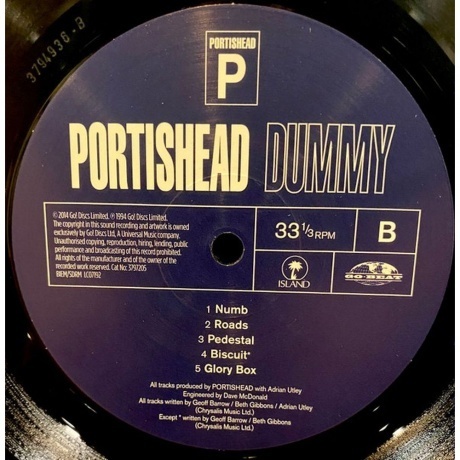 3794936-B
PORTISHEAD
P
PORTISHEAD DUMMY
℗ 2014 Go! Discs Limited. ℗ 1994 Go! Discs Limited.
The copyright in this sound recording and artwork is owned
exclusively by Go! Discs Ltd, A Universal Music company.
Unauthorised copying, reproduction, hiring, lending, public
performance and broadcasting of this record prohibited.
All rights of the manufacturer and of the owner of the
recorded work reserved. Cat No: 3797205
BIEM/SDRM LC07192
33 1/3 RPM
B
ISLAND
GO·BEAT
1 Numb
2 Roads
3 Pedestal
4 Biscuit*
5 Glory Box
All tracks produced by PORTISHEAD with Adrian Utley
Engineered by Dave McDonald
All tracks written by Geoff Barrow / Beth Gibbons / Adrian Utley
(Chrysalis Music Ltd.)
Except * written by Geoff Barrow / Beth Gibbons
(Chrysalis Music Ltd.)